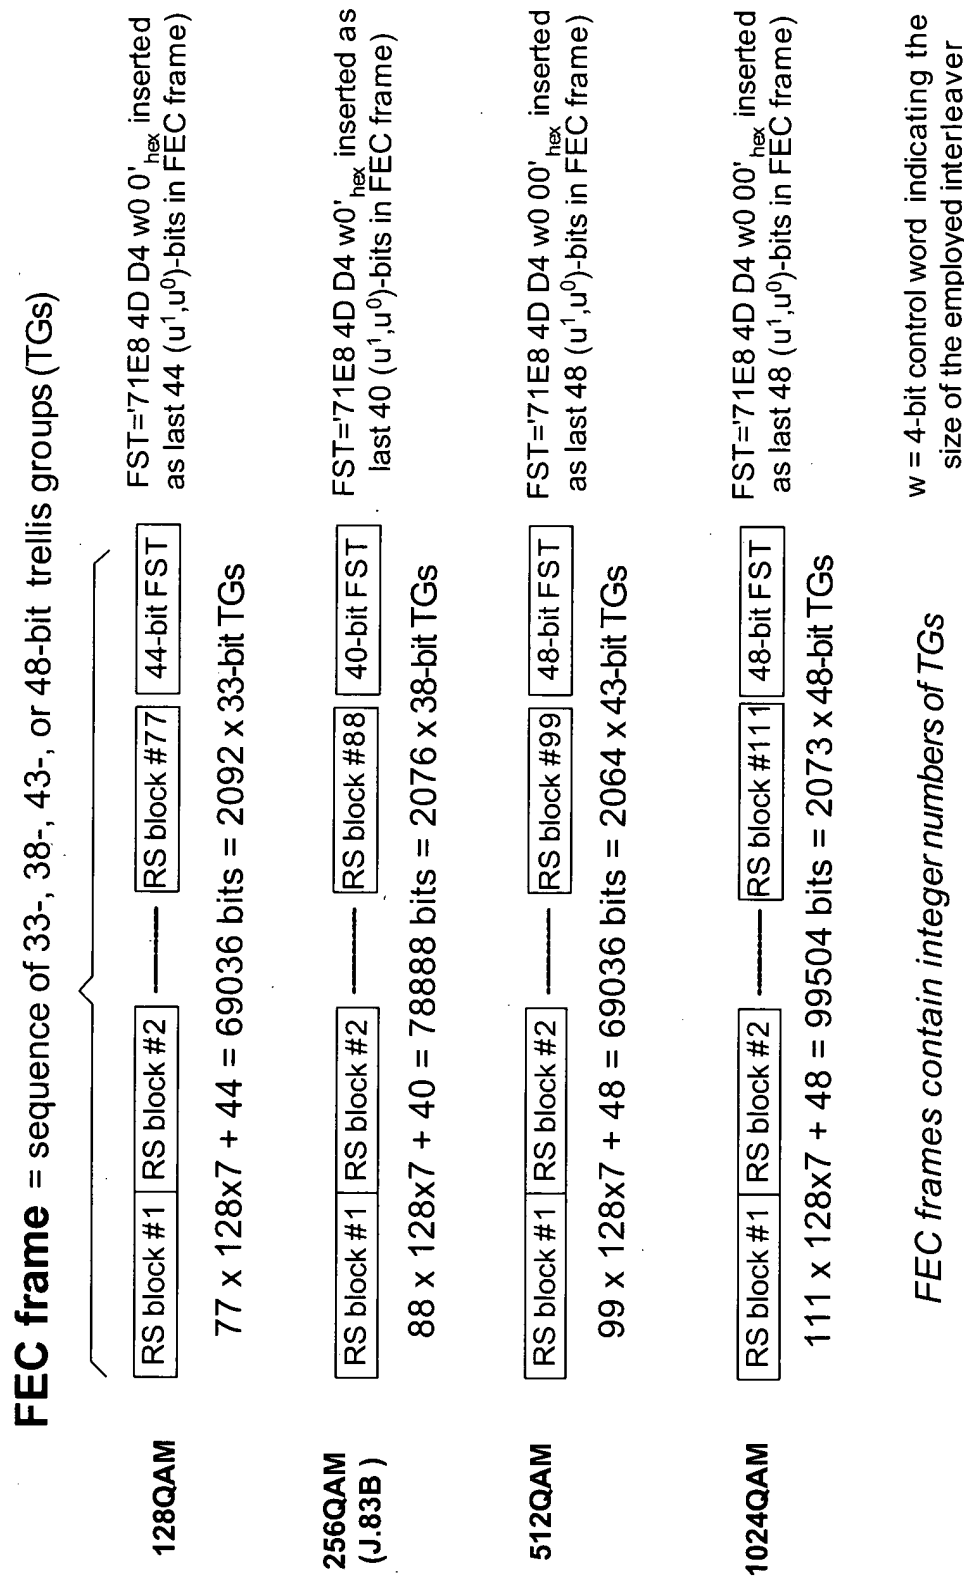 FEC frame = sequence of 33-, 38-, 43-, or 48-bit trellis groups (TGs)
128QAM
RS block #1 RS block #2 RS block #77 44-bit FST
FST='71E8 4D D4 w0 0'hex inserted
as last 44 (u¹,u⁰)-bits in FEC frame)
77 x 128x7 + 44 = 69036 bits = 2092 x 33-bit TGs
256QAM
(J.83B )
RS block #1 RS block #2 RS block #88 40-bit FST
FST='71E8 4D D4 w0'hex inserted as
last 40 (u¹,u⁰)-bits in FEC frame)
88 x 128x7 + 40 = 78888 bits = 2076 x 38-bit TGs
512QAM
RS block #1 RS block #2 RS block #99 48-bit FST
FST='71E8 4D D4 w0 00'hex inserted
as last 48 (u¹,u⁰)-bits in FEC frame)
99 x 128x7 + 48 = 69036 bits = 2064 x 43-bit TGs
1024QAM
RS block #1 RS block #2 RS block #111 48-bit FST
FST='71E8 4D D4 w0 00'hex inserted
as last 48 (u¹,u⁰)-bits in FEC frame)
111 x 128x7 + 48 = 99504 bits = 2073 x 48-bit TGs
FEC frames contain integer numbers of TGs
w = 4-bit control word indicating the
size of the employed interleaver